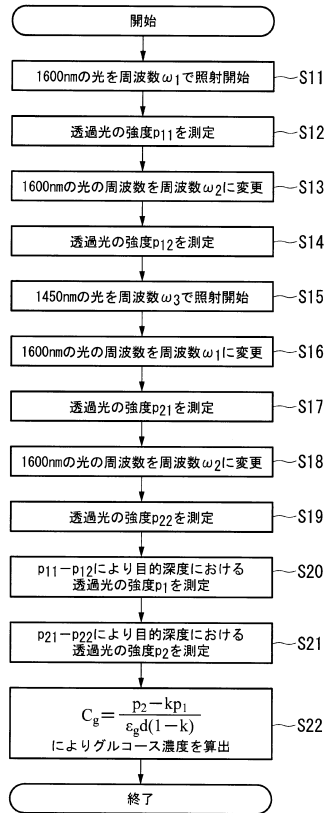 開始
1600nmの光を周波数ω1で照射開始
S11
透過光の強度p11を測定
S12
1600nmの光の周波数を周波数ω2に変更
S13
透過光の強度p12を測定
S14
1450nmの光を周波数ω3で照射開始
S15
1600nmの光の周波数を周波数ω1に変更
S16
透過光の強度p21を測定
S17
1600nmの光の周波数を周波数ω2に変更
S18
透過光の強度p22を測定
S19
p11−p12により目的深度における
透過光の強度p1を測定
S20
p21−p22により目的深度における
透過光の強度p2を測定
S21
Cg=(p2−kp1)/(εgd(1−k))
によりグルコース濃度を算出
S22
終了